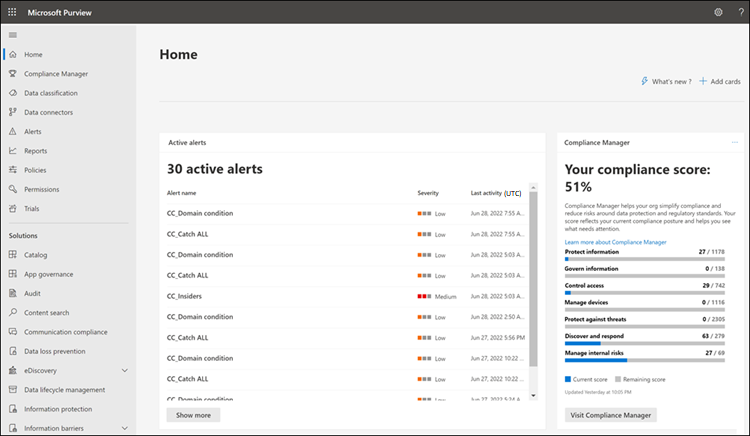 Microsoft Purview
?
Home
Compliance Manager
Data classification
Data connectors
Alerts
Reports
Policies
Permissions
Trials
Solutions
Catalog
App governance
Audit
Content search
Communication compliance
Data loss prevention
eDiscovery
Data lifecycle management
Information protection
Information barriers
Home
What's new ?
Add cards
Active alerts
30 active alerts
Alert name Severity Last activity (UTC)
CC_Domain condition Low Jun 28, 2022 7:55 A...
CC_Catch ALL Low Jun 28, 2022 7:55 A...
CC_Domain condition Low Jun 28, 2022 5:03 A...
CC_Catch ALL Low Jun 28, 2022 5:03 A...
CC_Insiders Medium Jun 28, 2022 5:03 A...
CC_Domain condition Low Jun 28, 2022 2:50 A...
CC_Catch ALL Low Jun 27, 2022 5:56 PM
CC_Domain condition Low Jun 27, 2022 10:22 ...
CC_Catch ALL Low Jun 27, 2022 10:22 ...
CC_Domain condition Low Jun 27, 2022 5:24 A...
Show more
Compliance Manager
Your compliance score:
51%
Compliance Manager helps your org simplify compliance and
reduce risks around data protection and regulatory standards. Your
score reflects your current compliance posture and helps you see
what needs attention.
Learn more about Compliance Manager
Protect information 27 / 1178
Govern information 0 / 138
Control access 29 / 742
Manage devices 0 / 1116
Protect against threats 0 / 2305
Discover and respond 63 / 279
Manage internal risks 27 / 69
Current score Remaining score
Updated Yesterday at 10:05 PM
Visit Compliance Manager